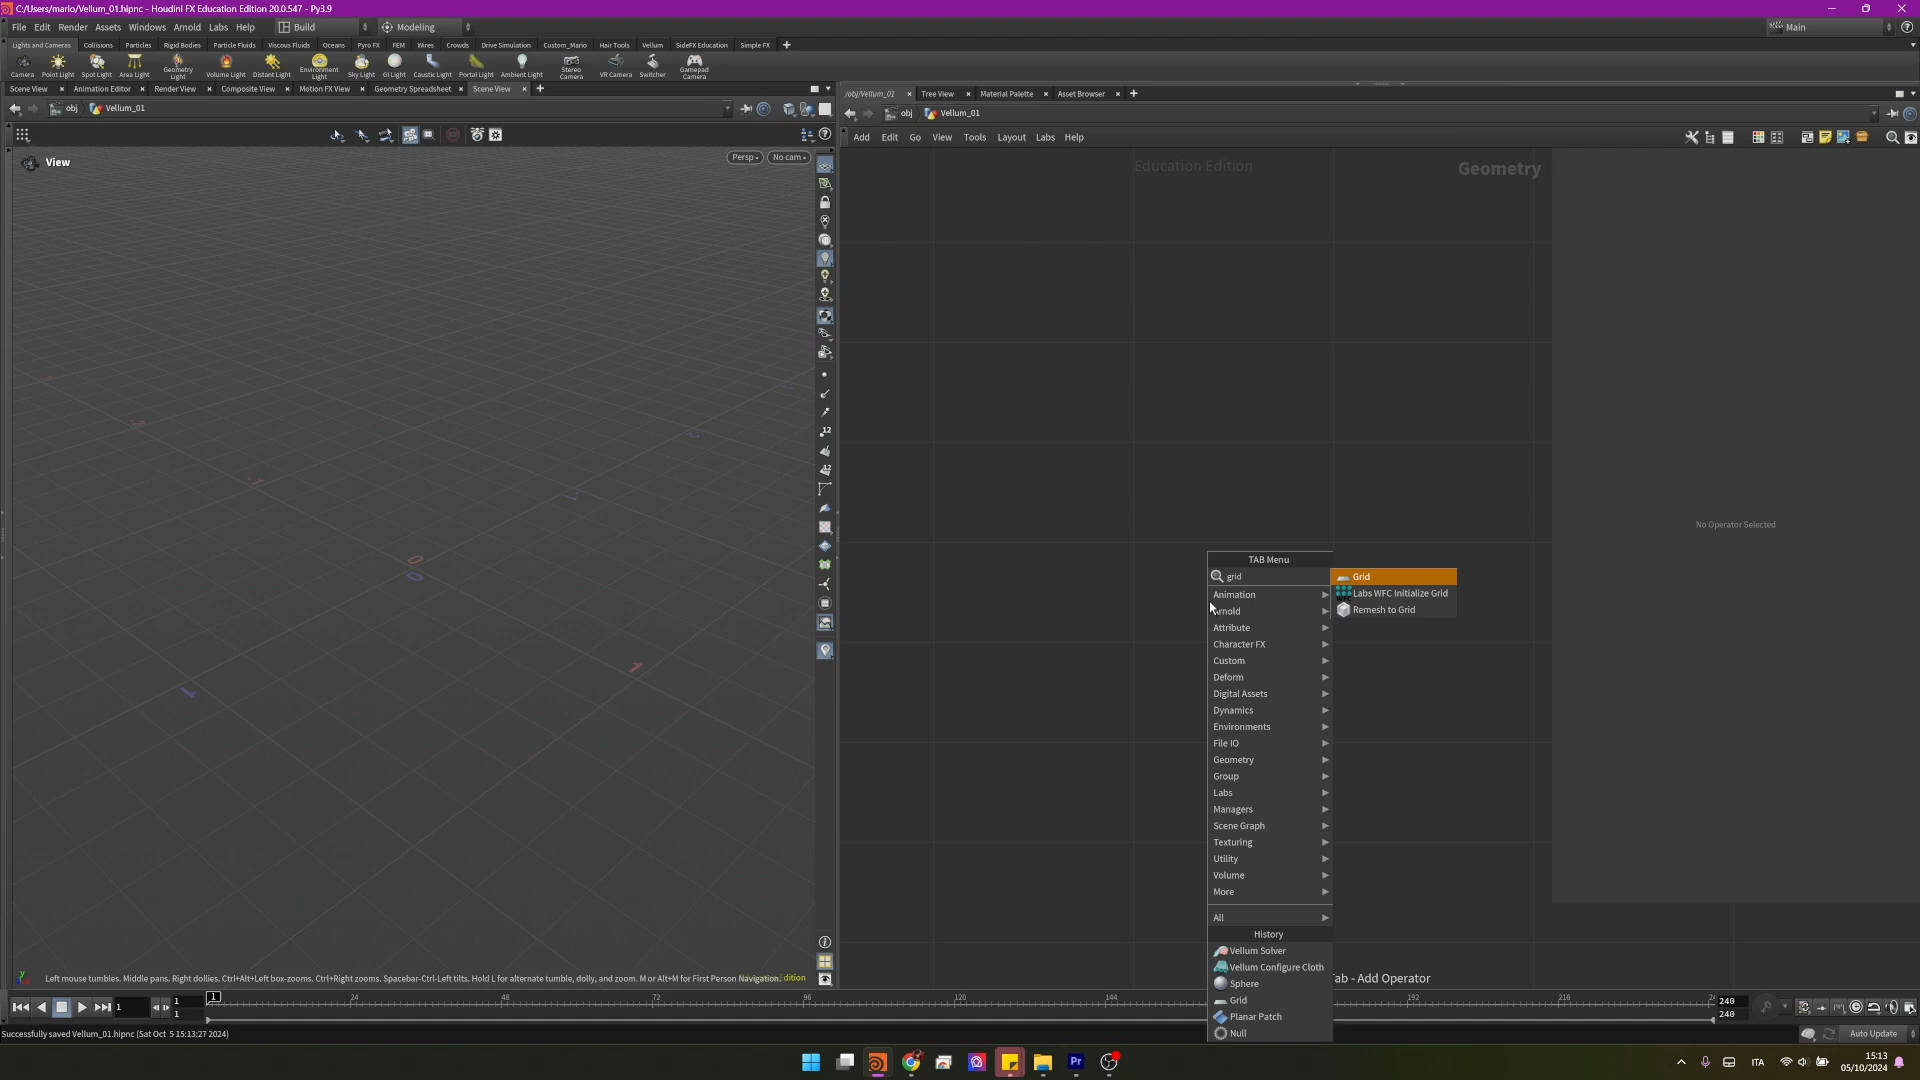 C:/Users/mario/Vellum_01.hipnc - Houdini FX Education Edition 20.0.547 - Py3.9
File Edit Render Assets Windows Arnold Labs Help Build Modeling Main
Lights and Cameras Collisions Particles Rigid Bodies Particle Fluids Viscous Fluids Oceans Pyro FX FEM Wires Crowds Drive Simulation Custom_Mario Hair Tools Vellum SideFX Education Simple FX
Camera Point Light Spot Light Area Light Geometry Light Volume Light Distant Light Environment Light Sky Light GI Light Caustic Light Portal Light Ambient Light Stereo Camera VR Camera Switcher Gamepad Camera
Scene View Animation Editor Render View Composite View Motion FX View Geometry Spreadsheet Scene View
obj Vellum_01
View
Persp No cam
/obj/Vellum_01 Tree View Material Palette Asset Browser
obj Vellum_01
Add Edit Go View Tools Layout Labs Help
Education Edition Geometry
No Operator Selected
TAB Menu
grid
Animation
Arnold
Attribute
Character FX
Custom
Deform
Digital Assets
Dynamics
Environments
File IO
Geometry
Group
Labs
Managers
Scene Graph
Texturing
Utility
Volume
More
All
History
Vellum Solver
Vellum Configure Cloth
Sphere
Grid
Planar Patch
Null
Grid
Labs WFC Initialize Grid
Remesh to Grid
Left mouse tumbles. Middle pans. Right dollies. Ctrl+Alt+Left box-zooms. Ctrl+Right zooms. Spacebar-Ctrl-Left tilts. Hold L for alternate tumble, dolly, and zoom. M or Alt+M for First Person Navigation.
Tab - Add Operator
1 1 1 1 24 48 72 96 120 144 192 216 240 240
Successfully saved Vellum_01.hipnc (Sat Oct 5 15:13:27 2024)
Auto Update
ITA
15:13
05/10/2024